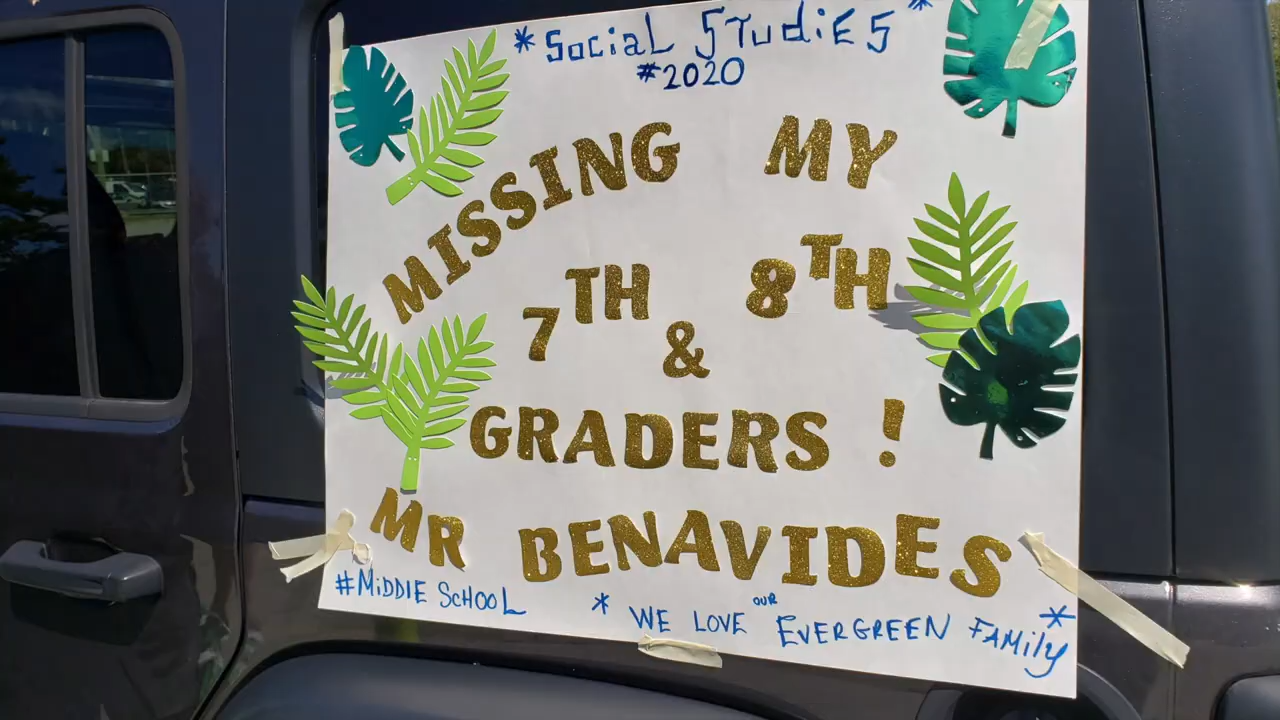 *Social Studies*
#2020
MISSING MY
7TH & 8TH
GRADERS !
MR BENAVIDES
#MiDDlE ScHOOL
* WE LOVE OUR EVERGREEN FAMily *